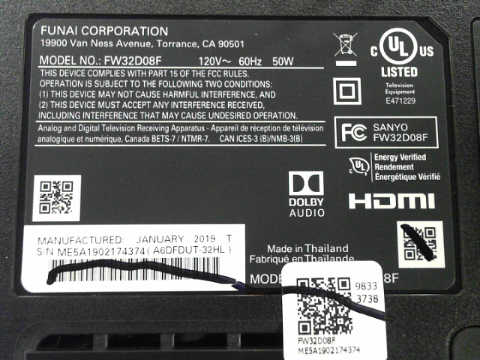 FUNAI CORPORATION
19900 Van Ness Avenue, Torrance, CA 90501
MODEL NO.: FW32D08F 120V~ 60Hz 50W
THIS DEVICE COMPLIES WITH PART 15 OF THE FCC RULES.
OPERATION IS SUBJECT TO THE FOLLOWING TWO CONDITIONS:
(1) THIS DEVICE MAY NOT CAUSE HARMFUL INTERFERENCE, AND
(2) THIS DEVICE MUST ACCEPT ANY INTERFERENCE RECEIVED,
INCLUDING INTERFERENCE THAT MAY CAUSE UNDESIRED OPERATION.
Analog and Digital Television Receiving Apparatus - Appareil de réception de télévision
analogique et numérique, Canada BETS-7 / NTMR-7. CAN ICES-3 (B)/NMB-3(B)
c UL US
LISTED
Television
Equipment
E471229
FC SANYO
FW32D08F
c UL Energy Verified
Rendement
Énergétique Vérifié
DOLBY
AUDIO
HDMI
MANUFACTURED: JANUARY 2019 T
S/N ME5A1902174374 ( A6DFDUT-32HL )
Made in Thailand
Fabriqué en Thaïlande
MODEL 8F
9833
3738
FW32D08F
ME5A1902174374